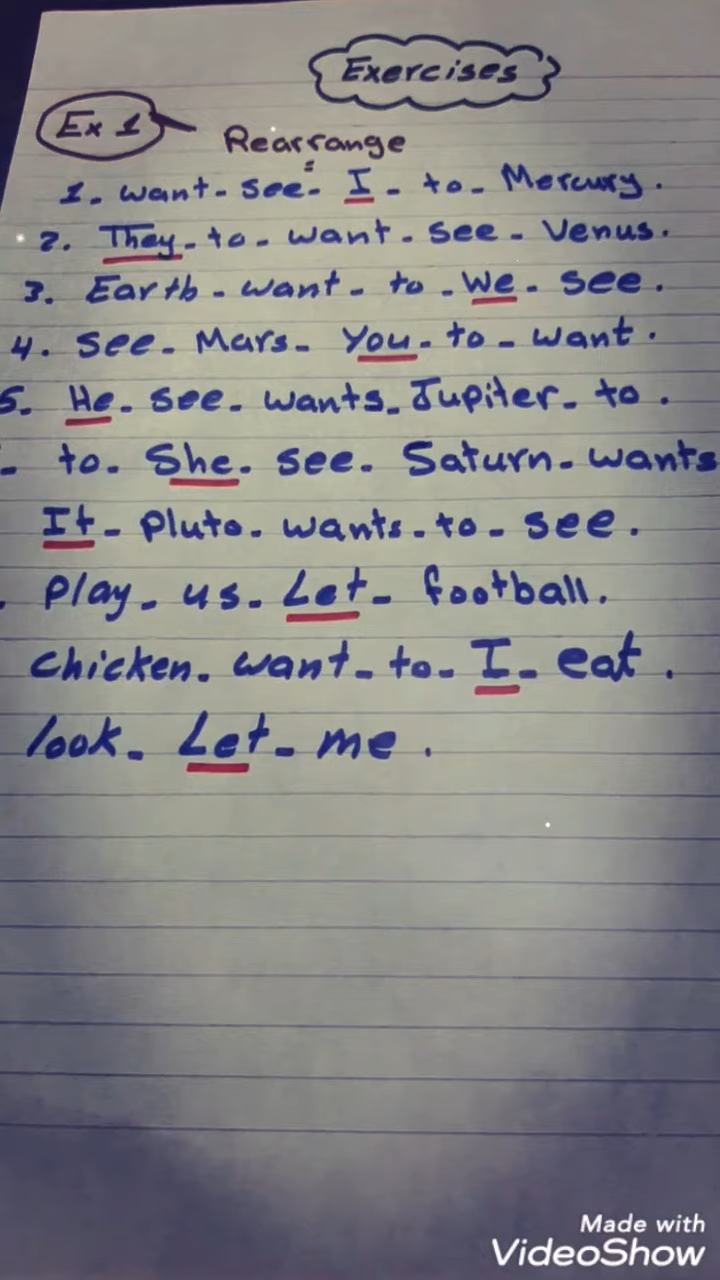 Exercises
Ex 1
Rearrange
1. want - see - I - to - Mercury.
2. They - to - want - see - Venus.
3. Earth - want - to - we - see.
4. see - Mars - You - to - want.
5. He - see - wants - Jupiter - to.
- to - She - see - Saturn - wants
It - Pluto - wants - to - see.
. Play - us - Let - football.
chicken - want - to - I - eat.
look - Let - me.
Made with
VideoShow